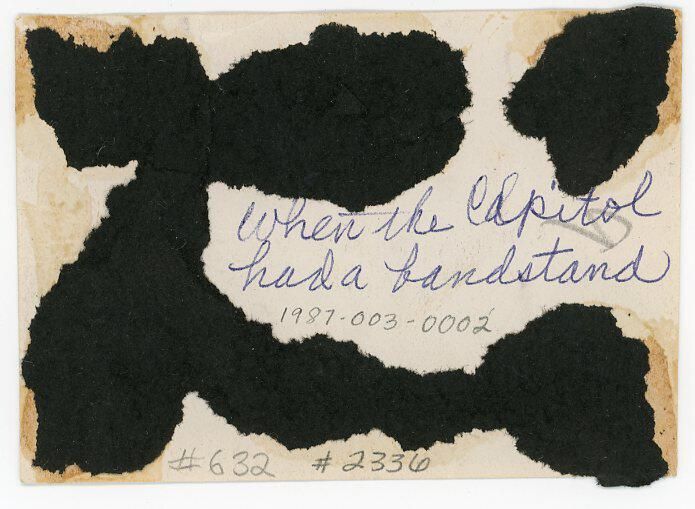 When the Capitol
had a bandstand
1987-003-0002
#632 #2336